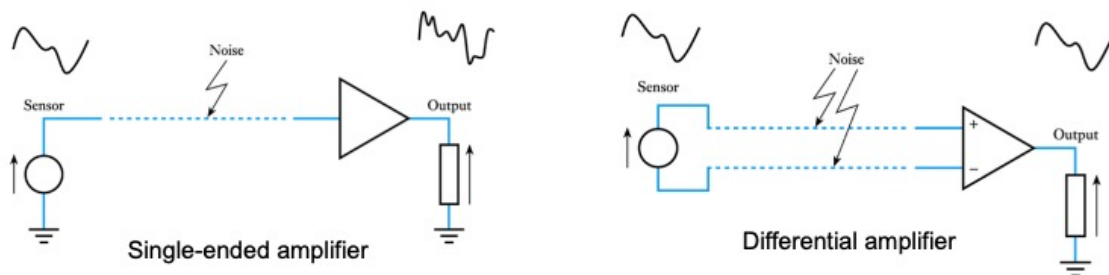 Noise
Sensor
Output
Single-ended amplifier
Noise
Sensor
+
−
Output
Differential amplifier